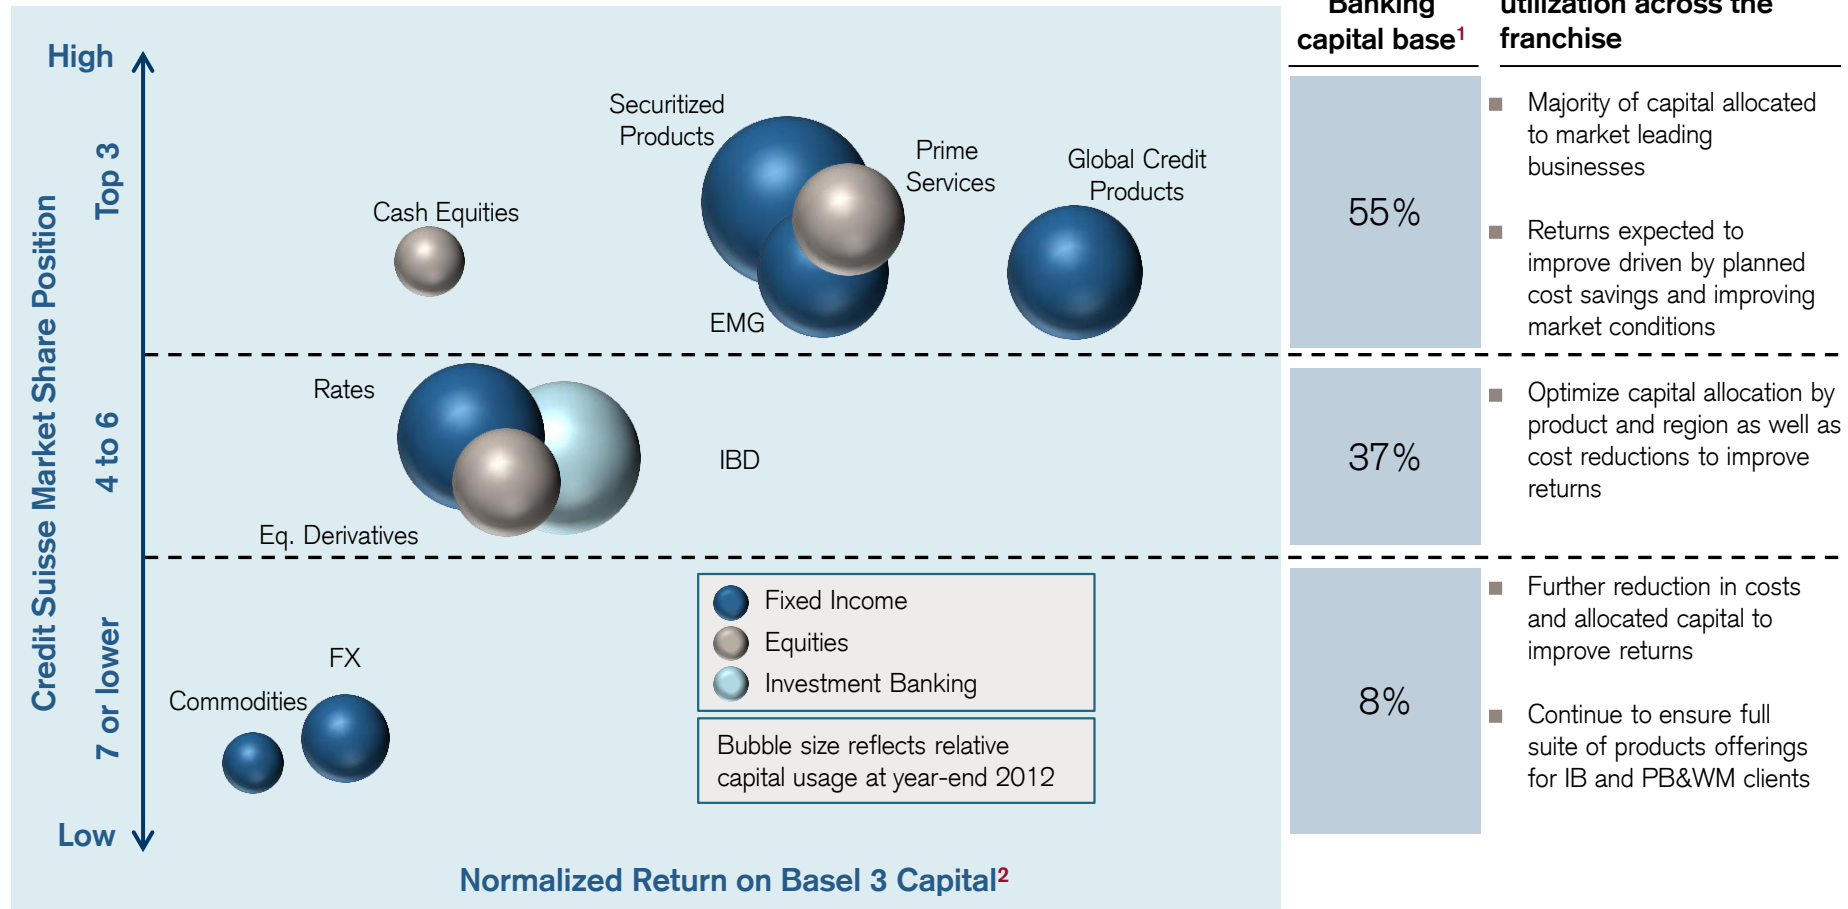 Banking
capital base1
utilization across the
franchise
High
Top 3
4 to 6
7 or lower
Low
Credit Suisse Market Share Position
Securitized
Products
Prime
Services
Global Credit
Products
Cash Equities
EMG
Rates
IBD
Eq. Derivatives
FX
Commodities
Fixed Income
Equities
Investment Banking
Bubble size reflects relative
capital usage at year-end 2012
Normalized Return on Basel 3 Capital2
55%
■ Majority of capital allocated
to market leading
businesses
■ Returns expected to
improve driven by planned
cost savings and improving
market conditions
37%
■ Optimize capital allocation by
product and region as well as
cost reductions to improve
returns
8%
■ Further reduction in costs
and allocated capital to
improve returns
■ Continue to ensure full
suite of products offerings
for IB and PB&WM clients